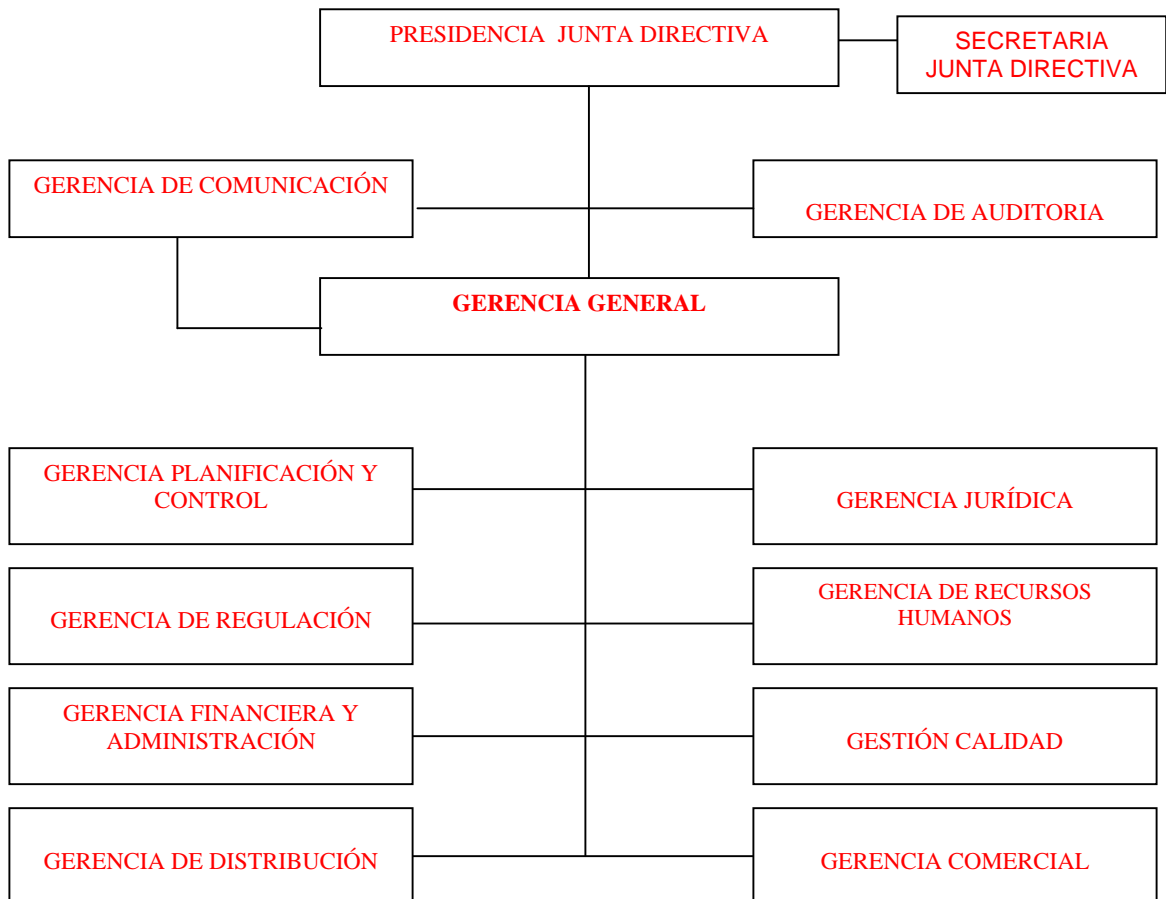 PRESIDENCIA JUNTA DIRECTIVA
SECRETARIA
JUNTA DIRECTIVA
GERENCIA DE COMUNICACIÓN
GERENCIA DE AUDITORIA
GERENCIA GENERAL
GERENCIA PLANIFICACIÓN Y
CONTROL
GERENCIA JURÍDICA
GERENCIA DE REGULACIÓN
GERENCIA DE RECURSOS
HUMANOS
GERENCIA FINANCIERA Y
ADMINISTRACIÓN
GESTIÓN CALIDAD
GERENCIA DE DISTRIBUCIÓN
GERENCIA COMERCIAL